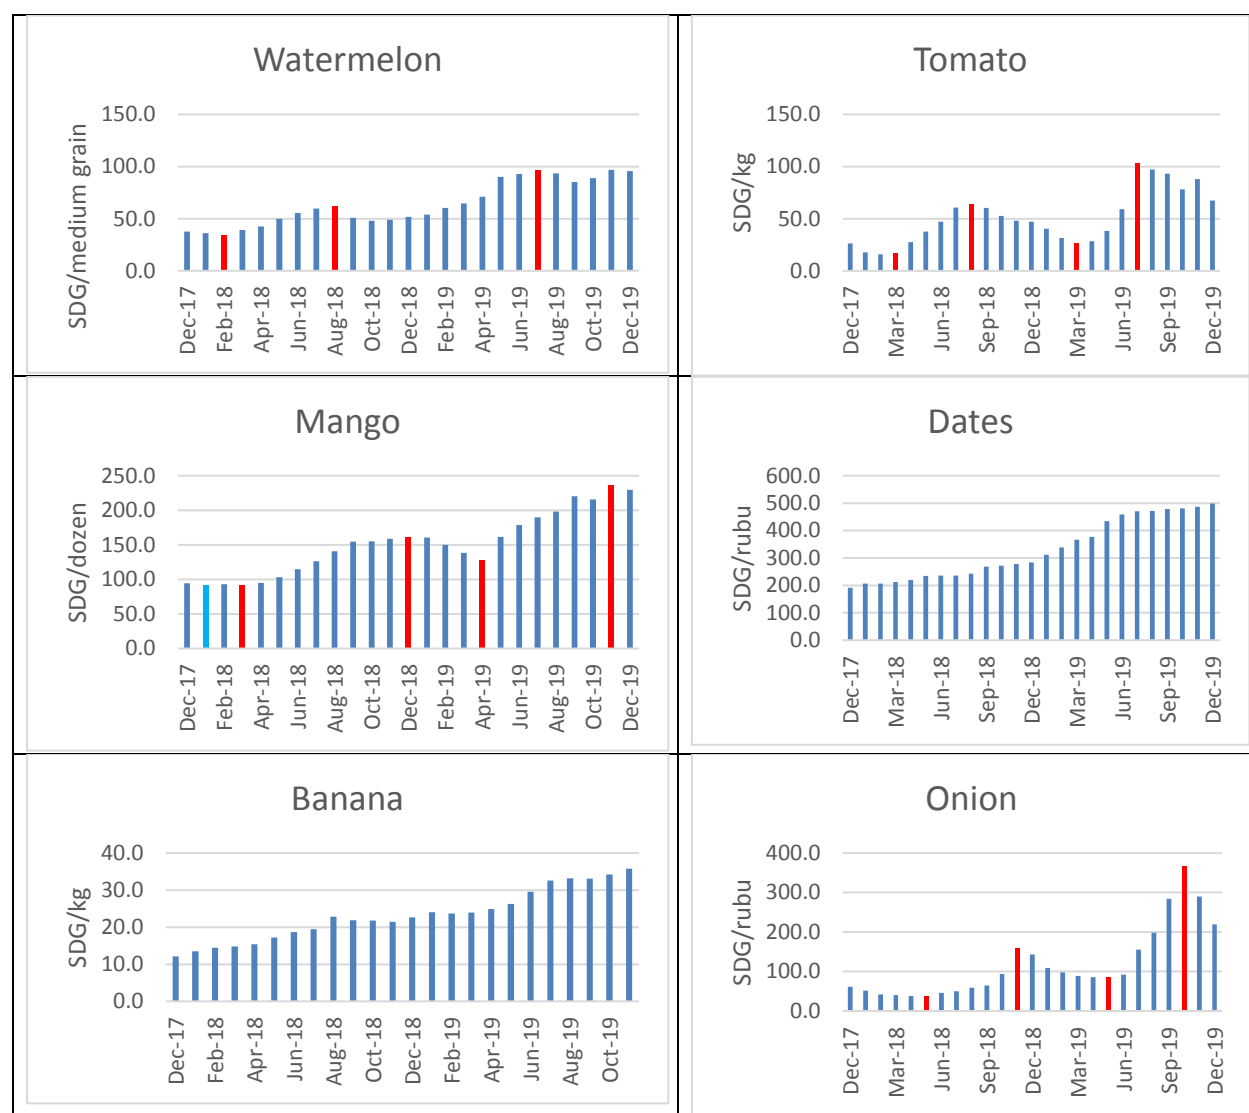 Watermelon
SDG/medium grain
150.0
100.0
50.0
0.0
Dec-17
Feb-18
Apr-18
Jun-18
Aug-18
Oct-18
Dec-18
Feb-19
Apr-19
Jun-19
Aug-19
Oct-19
Dec-19
Tomato
SDG/kg
150.0
100.0
50.0
0.0
Dec-17
Mar-18
Jun-18
Sep-18
Dec-18
Mar-19
Jun-19
Sep-19
Dec-19
Mango
SDG/dozen
250.0
200.0
150.0
100.0
50.0
0.0
Dec-17
Feb-18
Apr-18
Jun-18
Aug-18
Oct-18
Dec-18
Feb-19
Apr-19
Jun-19
Aug-19
Oct-19
Dec-19
Dates
SDG/rubu
600.0
500.0
400.0
300.0
200.0
100.0
0.0
Dec-17
Mar-18
Jun-18
Sep-18
Dec-18
Mar-19
Jun-19
Sep-19
Dec-19
Banana
SDG/kg
40.0
30.0
20.0
10.0
0.0
Dec-17
Feb-18
Apr-18
Jun-18
Aug-18
Oct-18
Dec-18
Feb-19
Apr-19
Jun-19
Aug-19
Oct-19
Onion
SDG/rubu
400.0
300.0
200.0
100.0
0.0
Dec-17
Mar-18
Jun-18
Sep-18
Dec-18
Mar-19
Jun-19
Sep-19
Dec-19